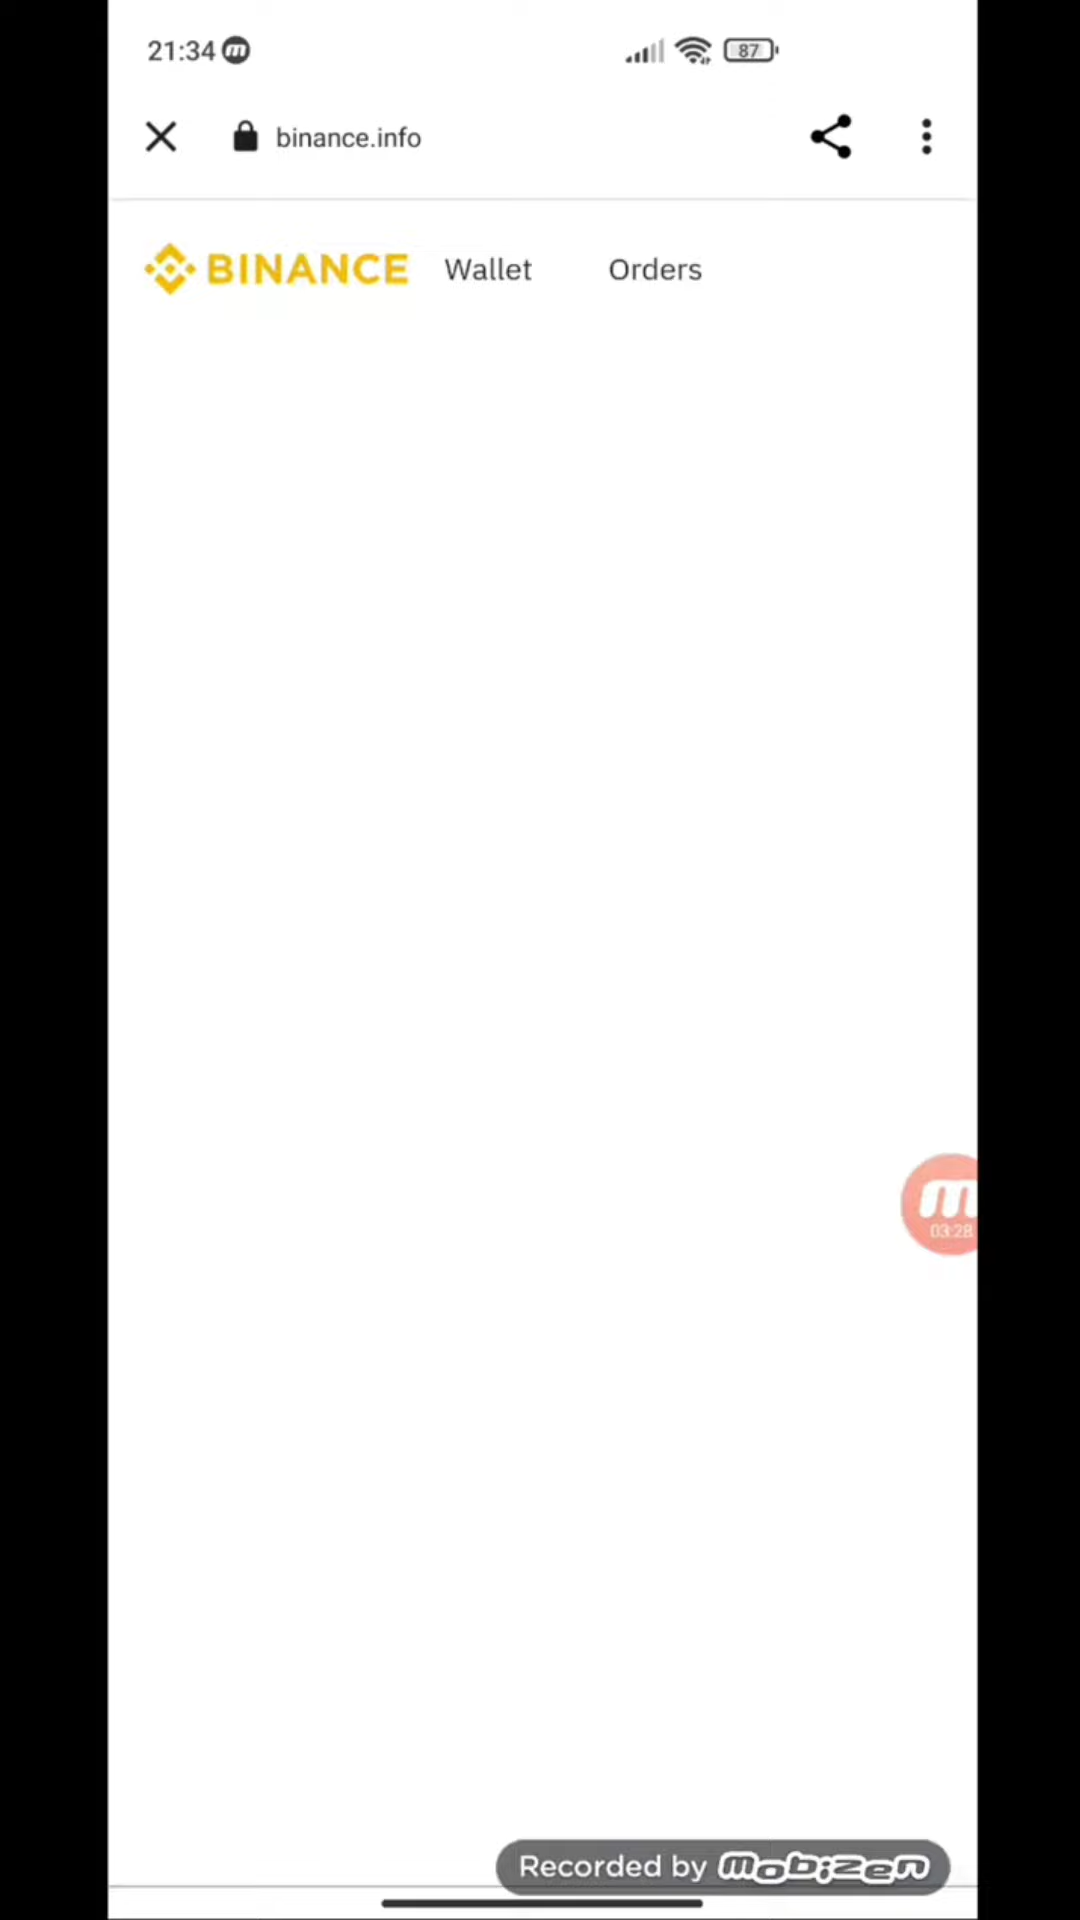 21:34
87
binance.info
BINANCE Wallet Orders
m
03:28
Recorded by mobizen